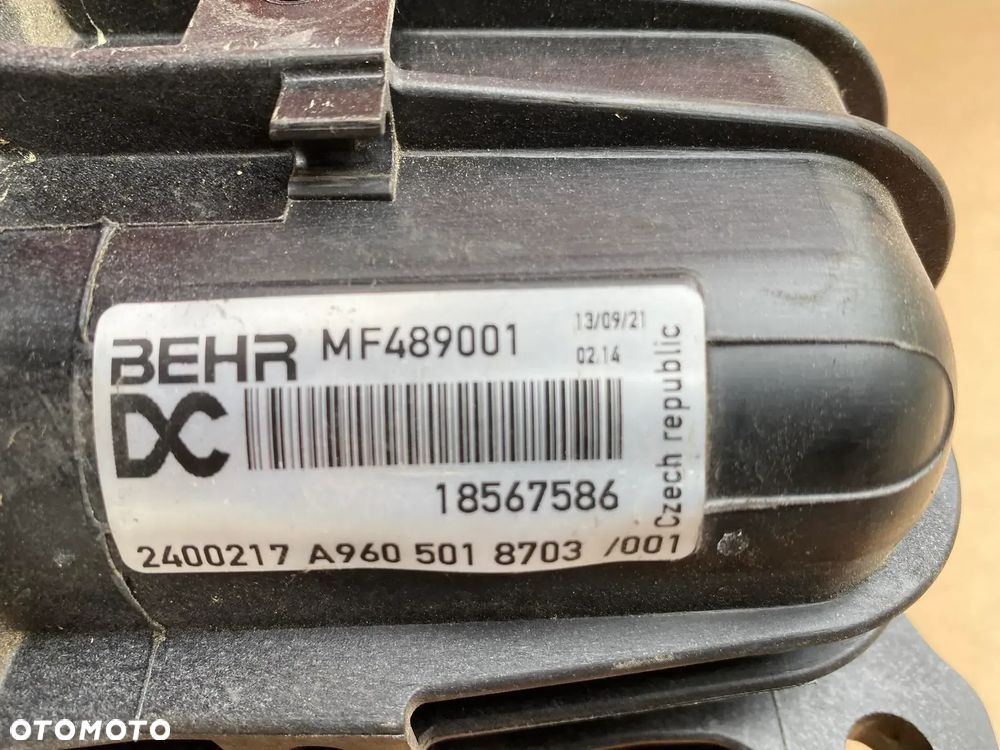 BEHR MF489001 13/09/21
02.14
DC
Czech republic
18567586
2400217 A960 501 8703 /001
OTOMOTO